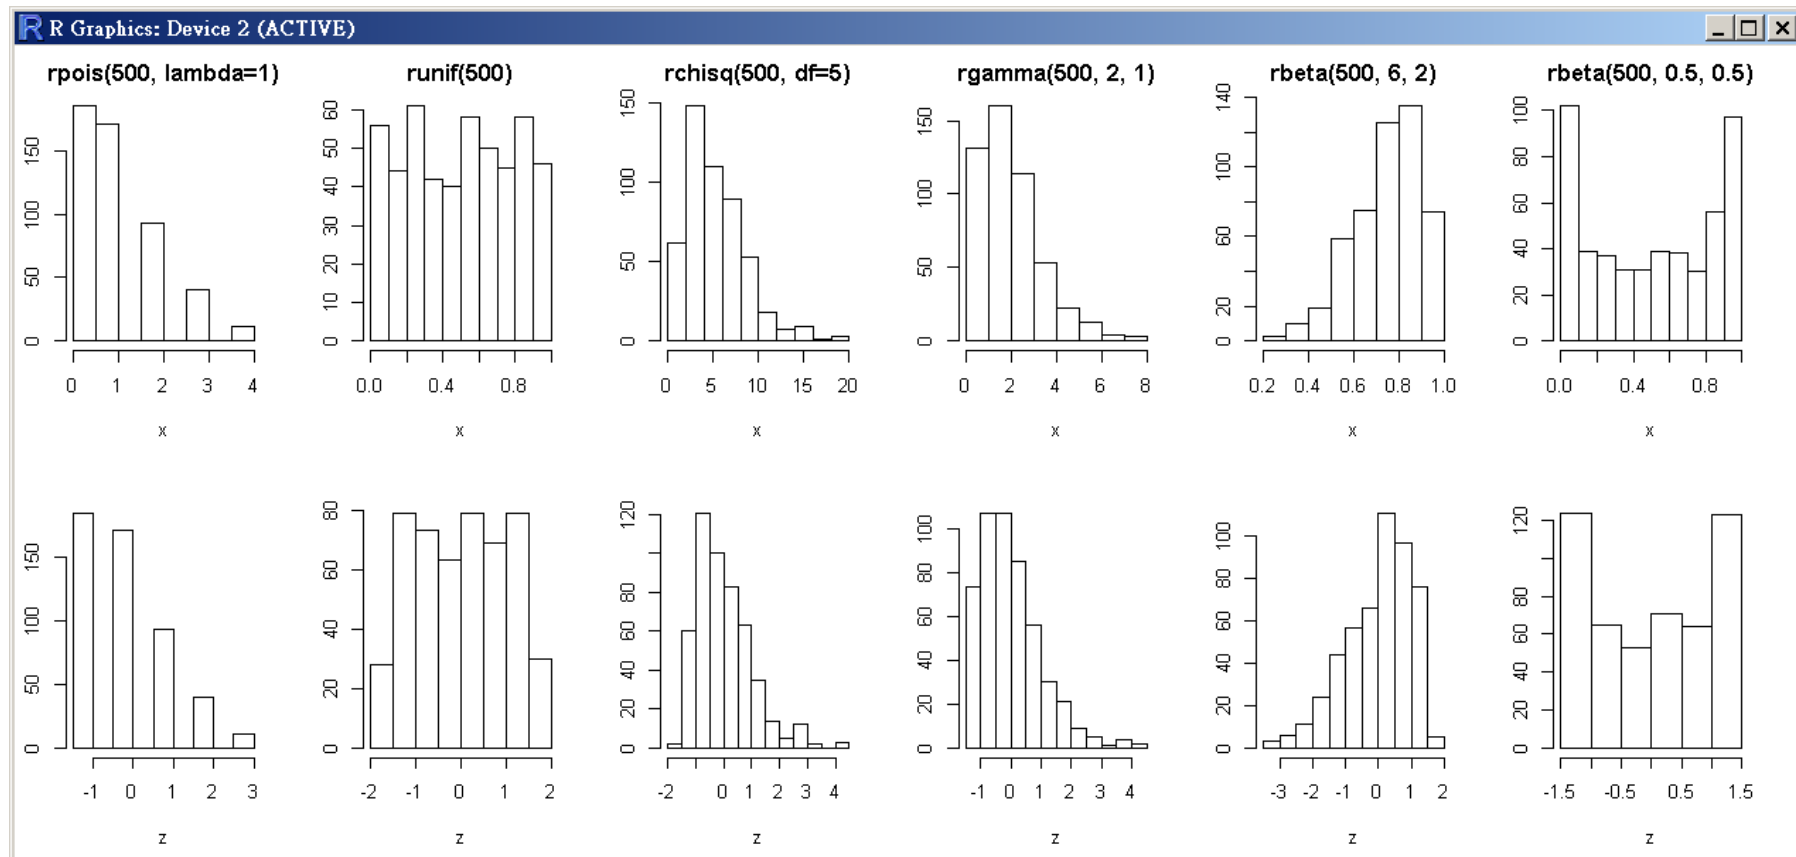 R Graphics: Device 2 (ACTIVE)
rpois(500, lambda=1)
0 50 100 150
0 1 2 3 4
x
runif(500)
0 10 20 30 40 50 60
0.0 0.4 0.8
x
rchisq(500, df=5)
0 50 100 150
0 5 10 15 20
x
rgamma(500, 2, 1)
0 50 100 150
0 2 4 6 8
x
rbeta(500, 6, 2)
0 20 60 100 140
0.2 0.4 0.6 0.8 1.0
x
rbeta(500, 0.5, 0.5)
0 20 40 60 80 100
0.0 0.4 0.8
x
0 50 100 150
-1 0 1 2 3
z
0 20 40 60 80
-2 -1 0 1 2
z
0 20 40 60 80 120
-2 0 1 2 3 4
z
0 20 40 60 80 100
-1 0 1 2 3 4
z
0 20 40 60 80 100
-3 -2 -1 0 1 2
z
0 20 40 60 80 120
-1.5 -0.5 0.5 1.5
z